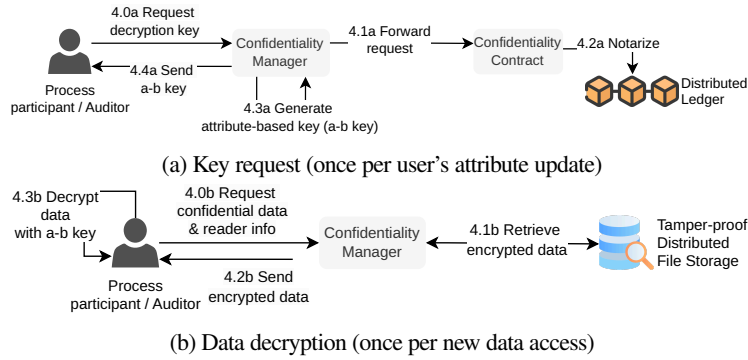 4.0a Request
decryption key
4.1a Forward
request
4.2a Notarize
Confidentiality
Manager
Confidentiality
Contract
4.4a Send
a-b key
Process
participant / Auditor
4.3a Generate
attribute-based key (a-b key)
Distributed
Ledger
(a) Key request (once per user's attribute update)
4.3b Decrypt
data
with a-b key
4.0b Request
confidential data
& reader info
Confidentiality
Manager
4.1b Retrieve
encrypted data
Tamper-proof
Distributed
File Storage
4.2b Send
encrypted data
Process
participant / Auditor
(b) Data decryption (once per new data access)